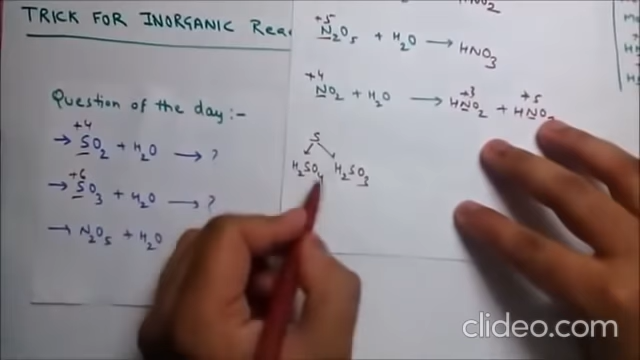 TRICK FOR INORGANIC
Question of the day:-
+4
→ SO2 + H2O → ?
+6
→ SO3 + H2O → ?
→ N2O5 + H2O
+5
N2O5 + H2O → HNO3
+4 +3 +5
NO2 + H2O → HNO2 + HNO3
S
H2SO4 H2SO3
clideo.com